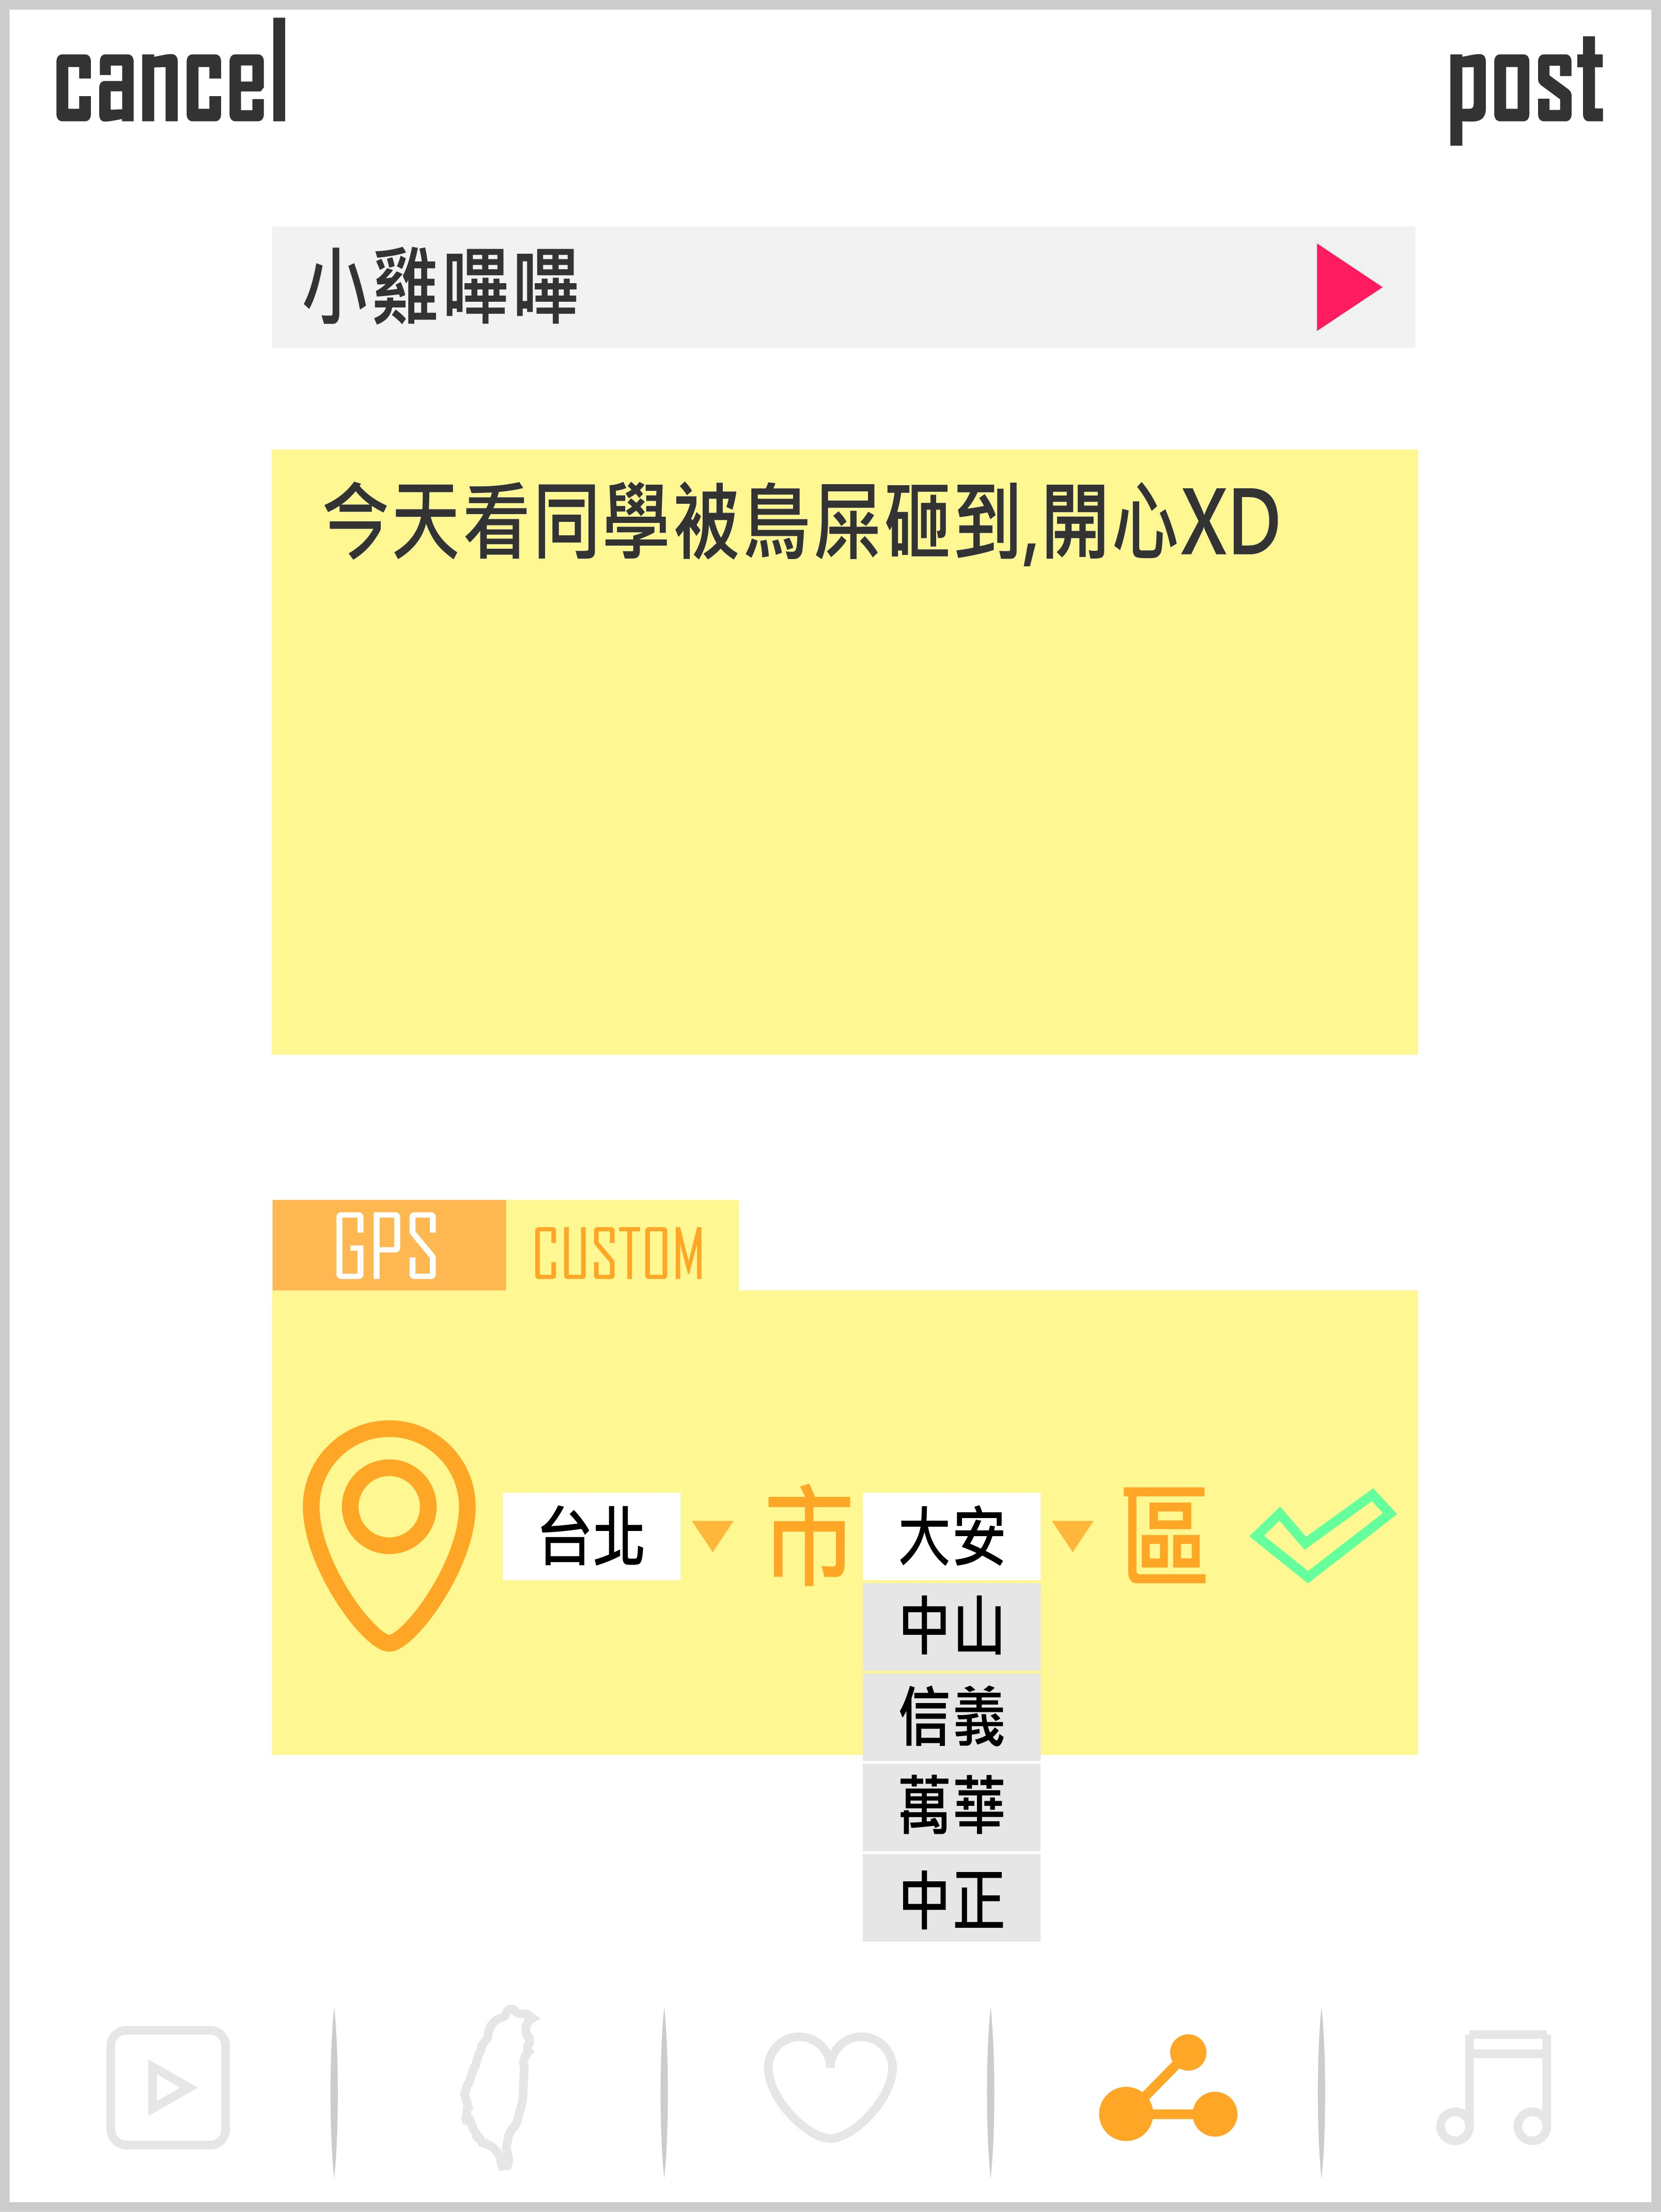 cancel post
小雞嗶嗶
今天看同學被鳥屎砸到,開心XD
GPS CUSTOM
台北 市 大安 區
中山
信義
萬華
中正